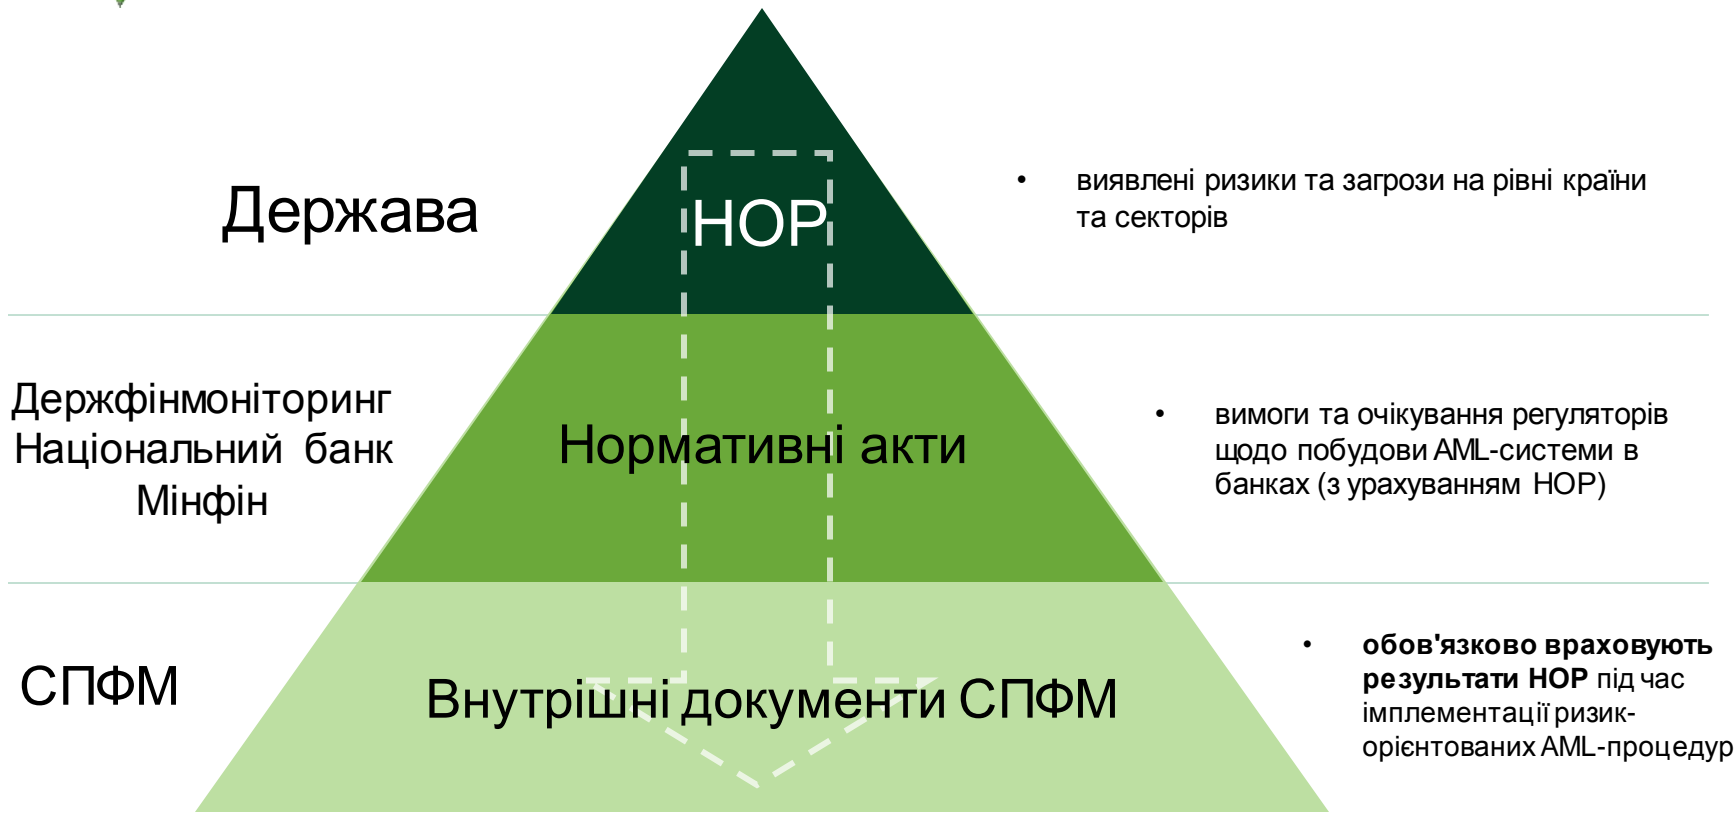 Держава
НОР
• виявлені ризики та загрози на рівні країни
та секторів
Держфінмоніторинг
Національний банк
Мінфін
Нормативні акти
• вимоги та очікування регуляторів
щодо побудови AML-системи в
банках (з урахуванням НОР)
СПФМ
Внутрішні документи СПФМ
• обов'язково враховують
результати НОР під час
імплементації ризик-
орієнтованих AML-процедур